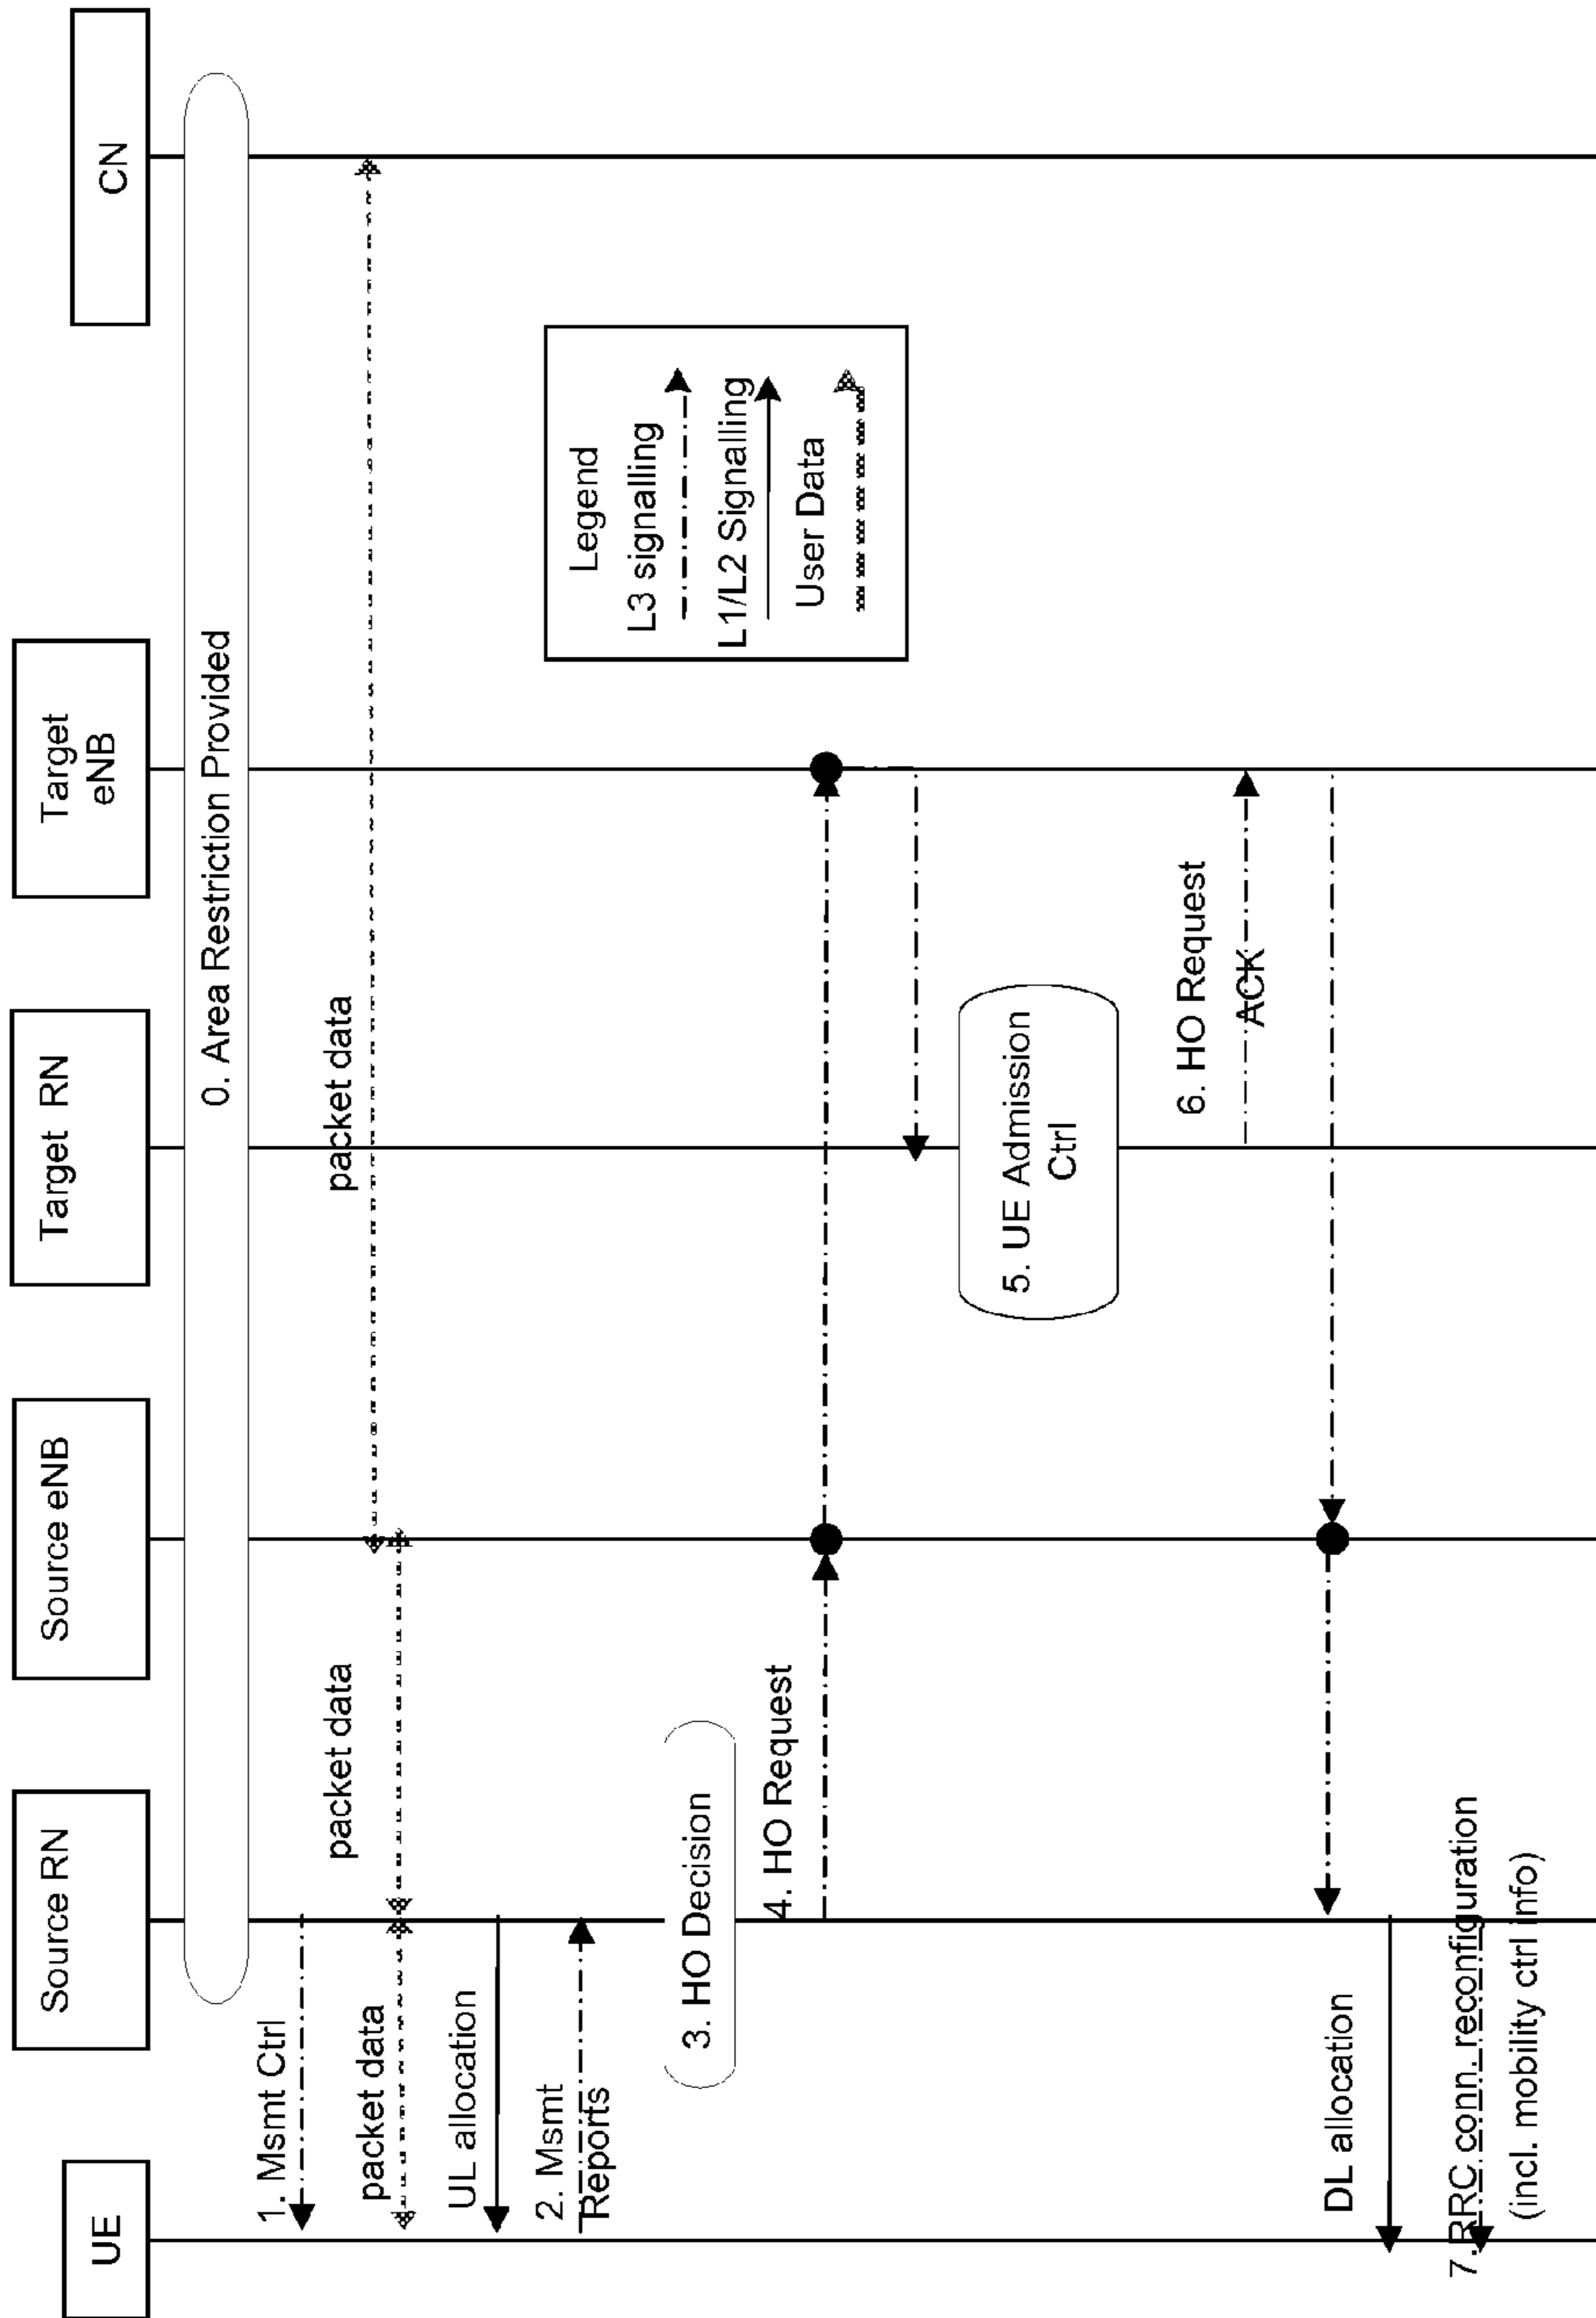 UE
Source RN
Source eNB
Target RN
Target
eNB
CN
0. Area Restriction Provided
1. Msmt Ctrl
packet data
packet data
packet data
UL allocation
2. Msmt
Reports
3. HO Decision
4. HO Request
Legend
L3 signalling
L1/L2 Signalling
User Data
5. UE Admission
Ctrl
6. HO Request
ACK
DL allocation
7. RRC conn. reconfiguration
(incl. mobility ctrl info)